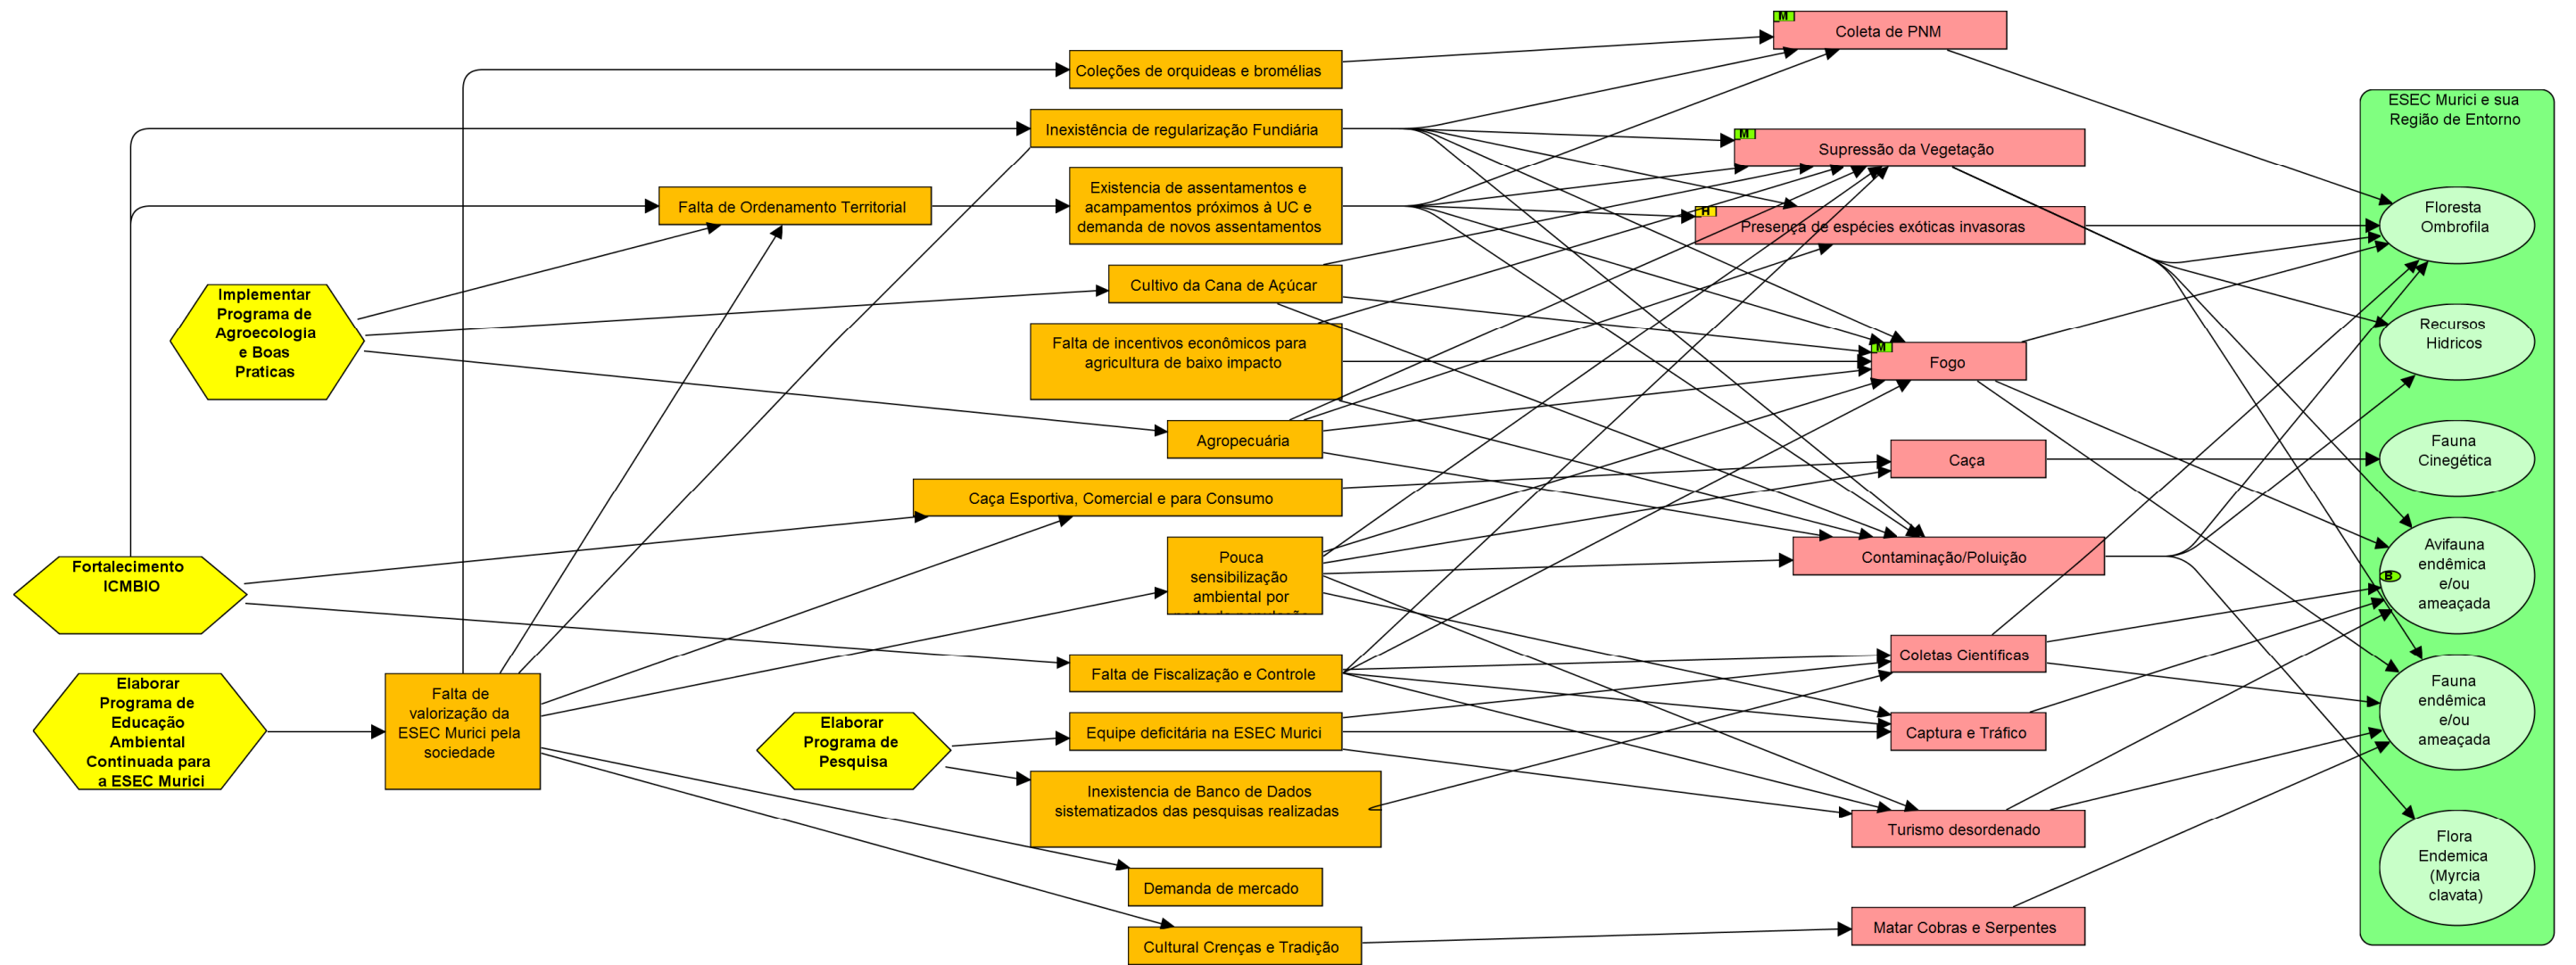 Implementar
Programa de
Agroecologia
e Boas
Praticas
Fortalecimento
ICMBIO
Elaborar
Programa de
Educação
Ambiental
Continuada para
a ESEC Murici
Falta de
valorização da
ESEC Murici pela
sociedade
Falta de Ordenamento Territorial
Elaborar
Programa de
Pesquisa
Coleções de orquideas e bromélias
Inexistência de regularização Fundiária
Existencia de assentamentos e
acampamentos próximos à UC e
demanda de novos assentamentos
Cultivo da Cana de Açúcar
Falta de incentivos econômicos para
agricultura de baixo impacto
Agropecuária
Caça Esportiva, Comercial e para Consumo
Pouca
sensibilização
ambiental por
Falta de Fiscalização e Controle
Equipe deficitária na ESEC Murici
Inexistencia de Banco de Dados
sistematizados das pesquisas realizadas
Demanda de mercado
Cultural Crenças e Tradição
M
Coleta de PNM
M
Supressão da Vegetação
H
Presença de espécies exóticas invasoras
M
Fogo
Caça
Contaminação/Poluição
Coletas Científicas
Captura e Tráfico
Turismo desordenado
Matar Cobras e Serpentes
ESEC Murici e sua
Região de Entorno
Floresta
Ombrofila
Recursos
Hidricos
Fauna
Cinegética
Avifauna
endêmica
e/ou
ameaçada
B
Fauna
endêmica
e/ou
ameaçada
Flora
Endemica
(Myrcia
clavata)